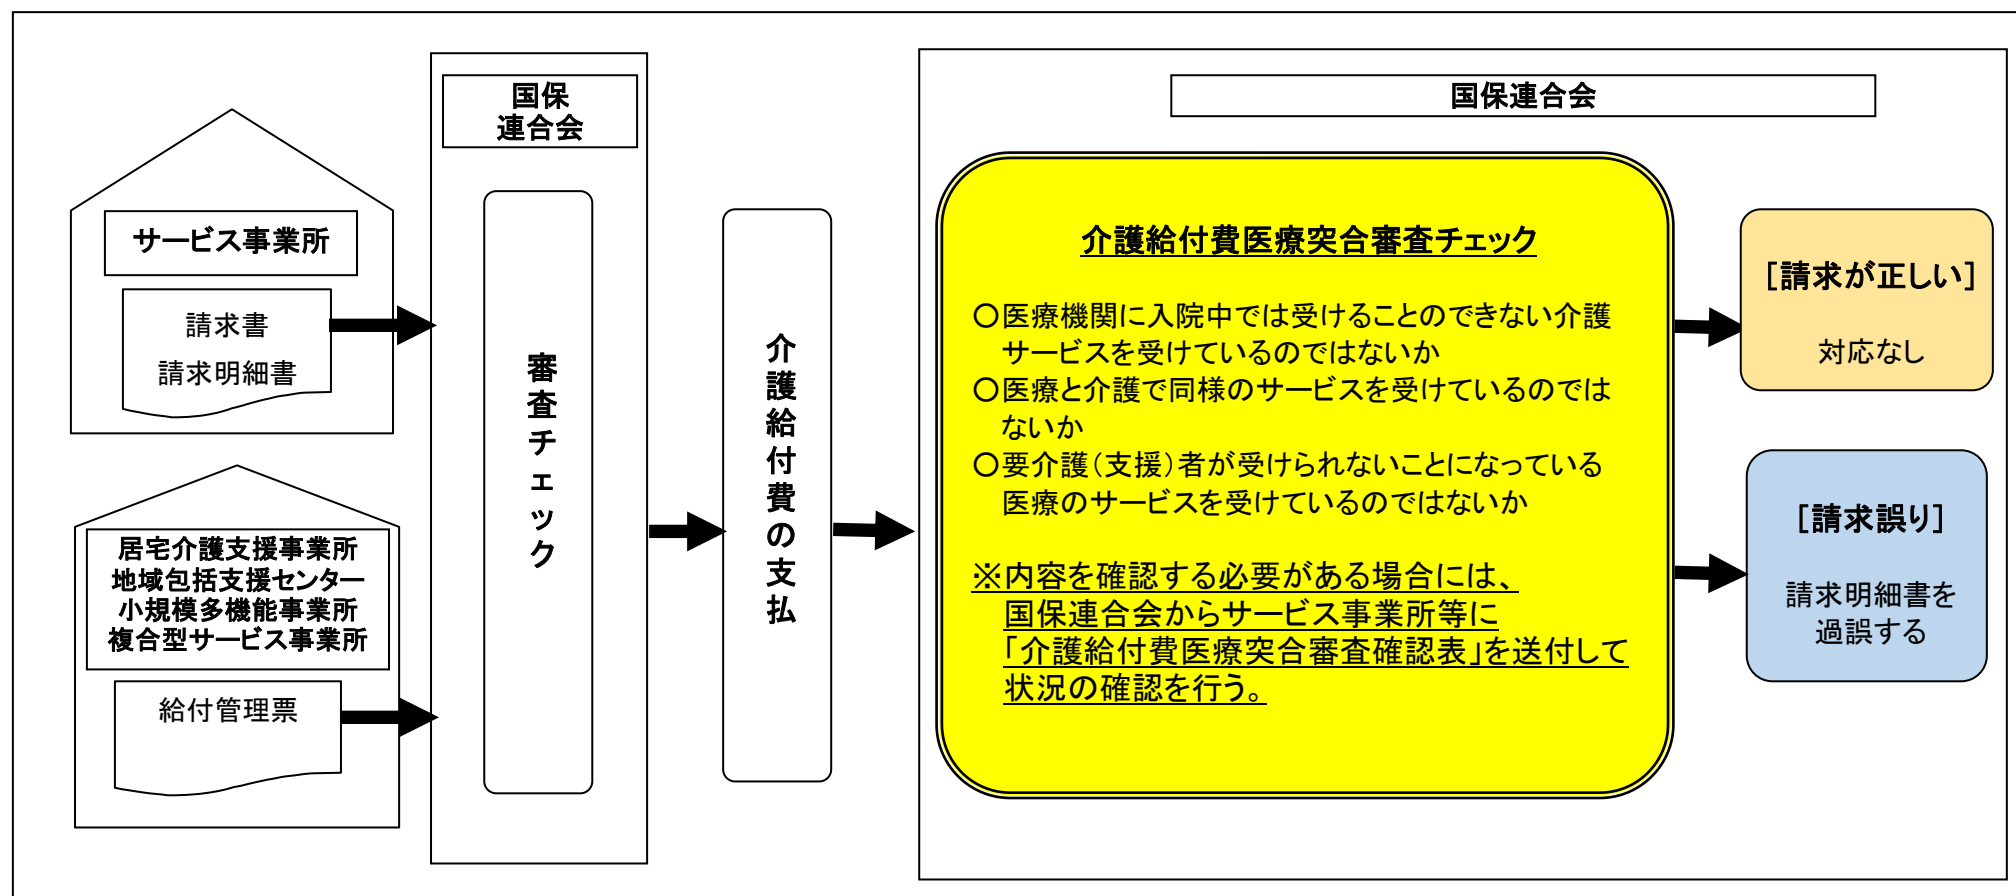 サービス事業所
請求書
請求明細書
居宅介護支援事業所
地域包括支援センター
小規模多機能事業所
複合型サービス事業所
給付管理票
国保
連合会
審査チェック
介護給付費の支払
国保連合会
介護給付費医療突合審査チェック
〇医療機関に入院中では受けることのできない介護
サービスを受けているのではないか
〇医療と介護で同様のサービスを受けているのでは
ないか
〇要介護(支援)者が受けられないことになっている
医療のサービスを受けているのではないか
※内容を確認する必要がある場合には、
国保連合会からサービス事業所等に
「介護給付費医療突合審査確認表」を送付して
状況の確認を行う。
[請求が正しい]
対応なし
[請求誤り]
請求明細書を
過誤する